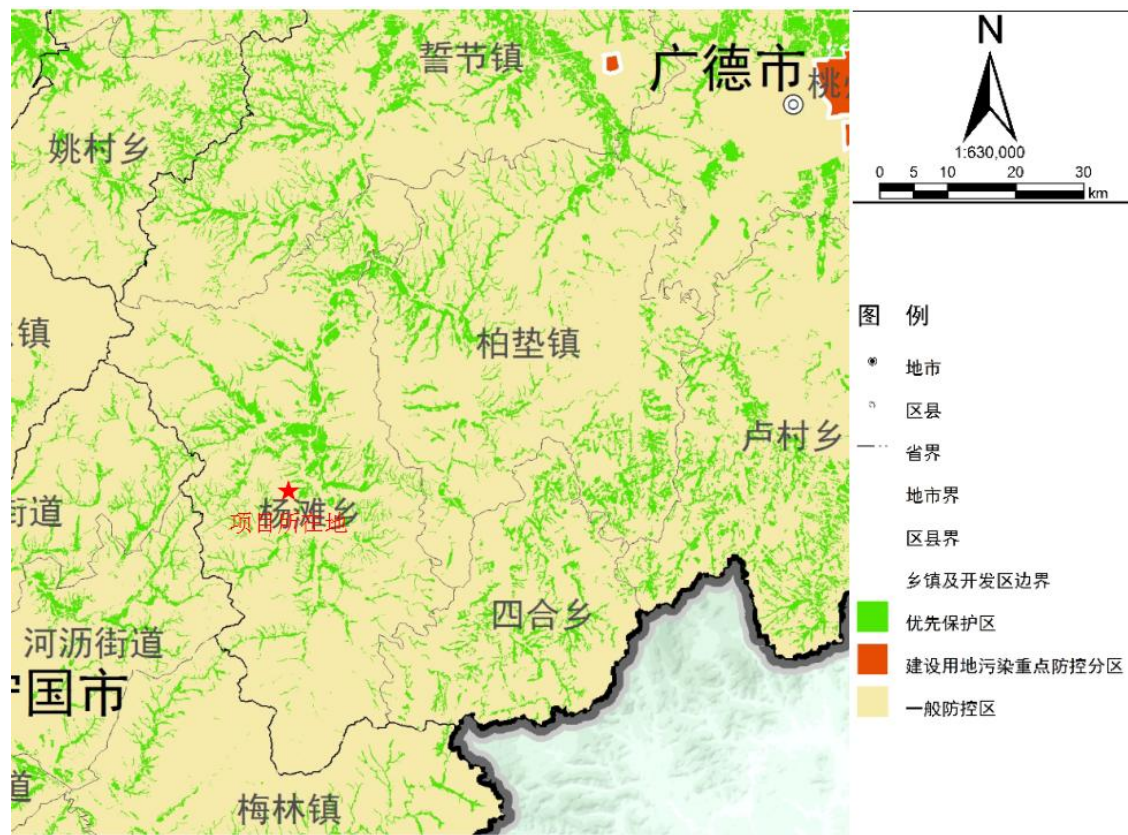 誓节镇
广德市
桃
姚村乡
镇
柏垫镇
卢村乡
杨滩乡
项目所在地
街道
四合乡
河沥街道
宁国市
道
梅林镇
N
1:630,000
0 5 10 20 30
km
图 例
地市
区县
省界
地市界
区县界
乡镇及开发区边界
优先保护区
建设用地污染重点防控分区
一般防控区